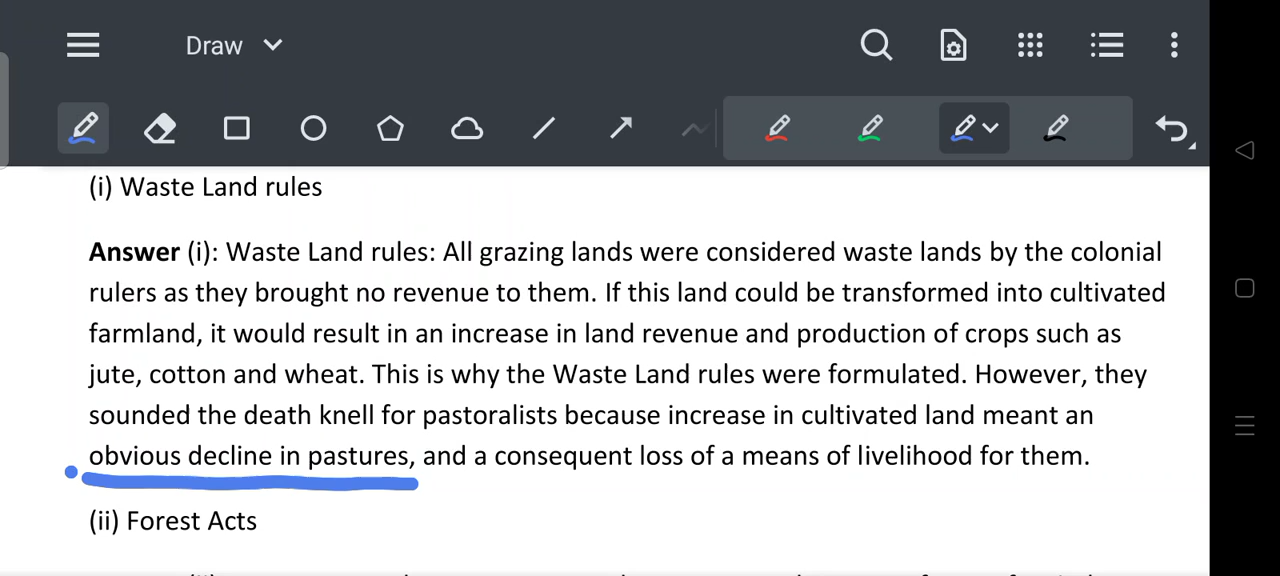 Draw
(i) Waste Land rules
Answer (i): Waste Land rules: All grazing lands were considered waste lands by the colonial
rulers as they brought no revenue to them. If this land could be transformed into cultivated
farmland, it would result in an increase in land revenue and production of crops such as
jute, cotton and wheat. This is why the Waste Land rules were formulated. However, they
sounded the death knell for pastoralists because increase in cultivated land meant an
obvious decline in pastures, and a consequent loss of a means of livelihood for them.
(ii) Forest Acts